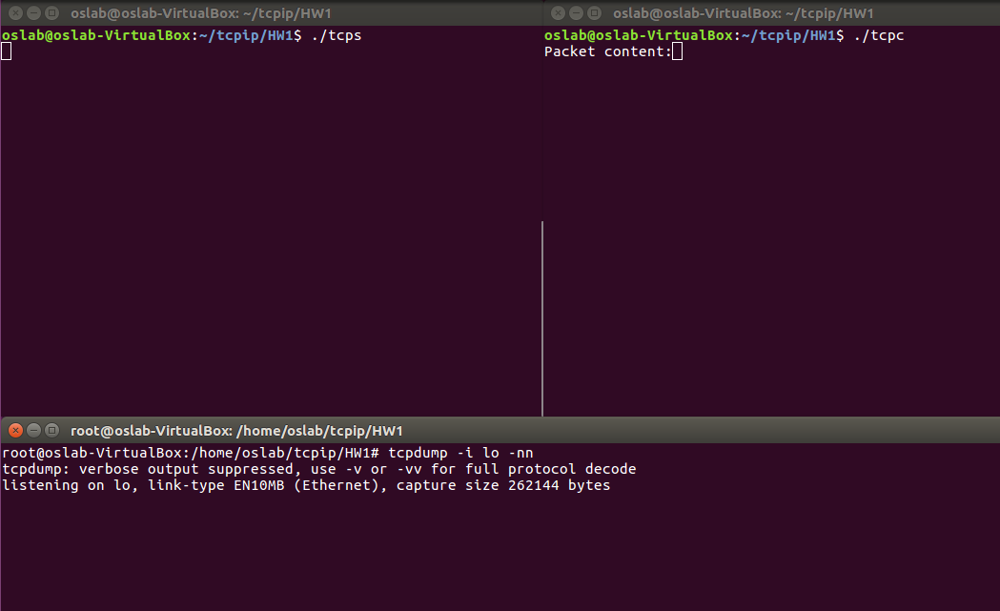 oslab@oslab-VirtualBox: ~/tcpip/HW1
oslab@oslab-VirtualBox:~/tcpip/HW1$ ./tcps
oslab@oslab-VirtualBox: ~/tcpip/HW1
oslab@oslab-VirtualBox:~/tcpip/HW1$ ./tcpc
Packet content:
root@oslab-VirtualBox: /home/oslab/tcpip/HW1
root@oslab-VirtualBox:/home/oslab/tcpip/HW1# tcpdump -i lo -nn
tcpdump: verbose output suppressed, use -v or -vv for full protocol decode
listening on lo, link-type EN10MB (Ethernet), capture size 262144 bytes